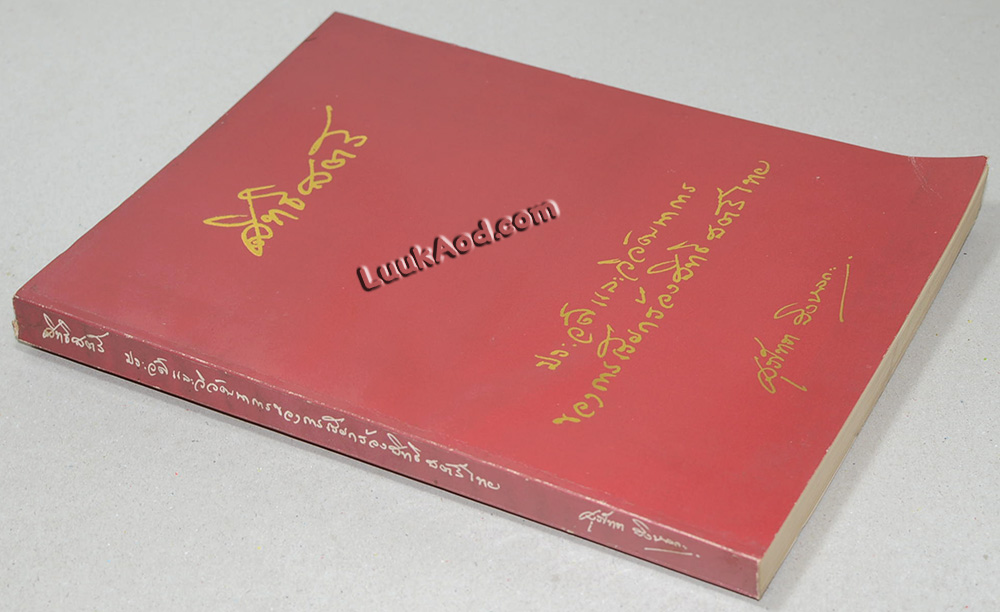 สิทธิสตรี
ประวัติและวิวัฒนาการ
ของการเรียกร้องสิทธิสตรีไทย
LuukAod.com
สิทธิสตรี ประวัติและวิวัฒนาการของการเรียกร้องสิทธิสตรีไทย